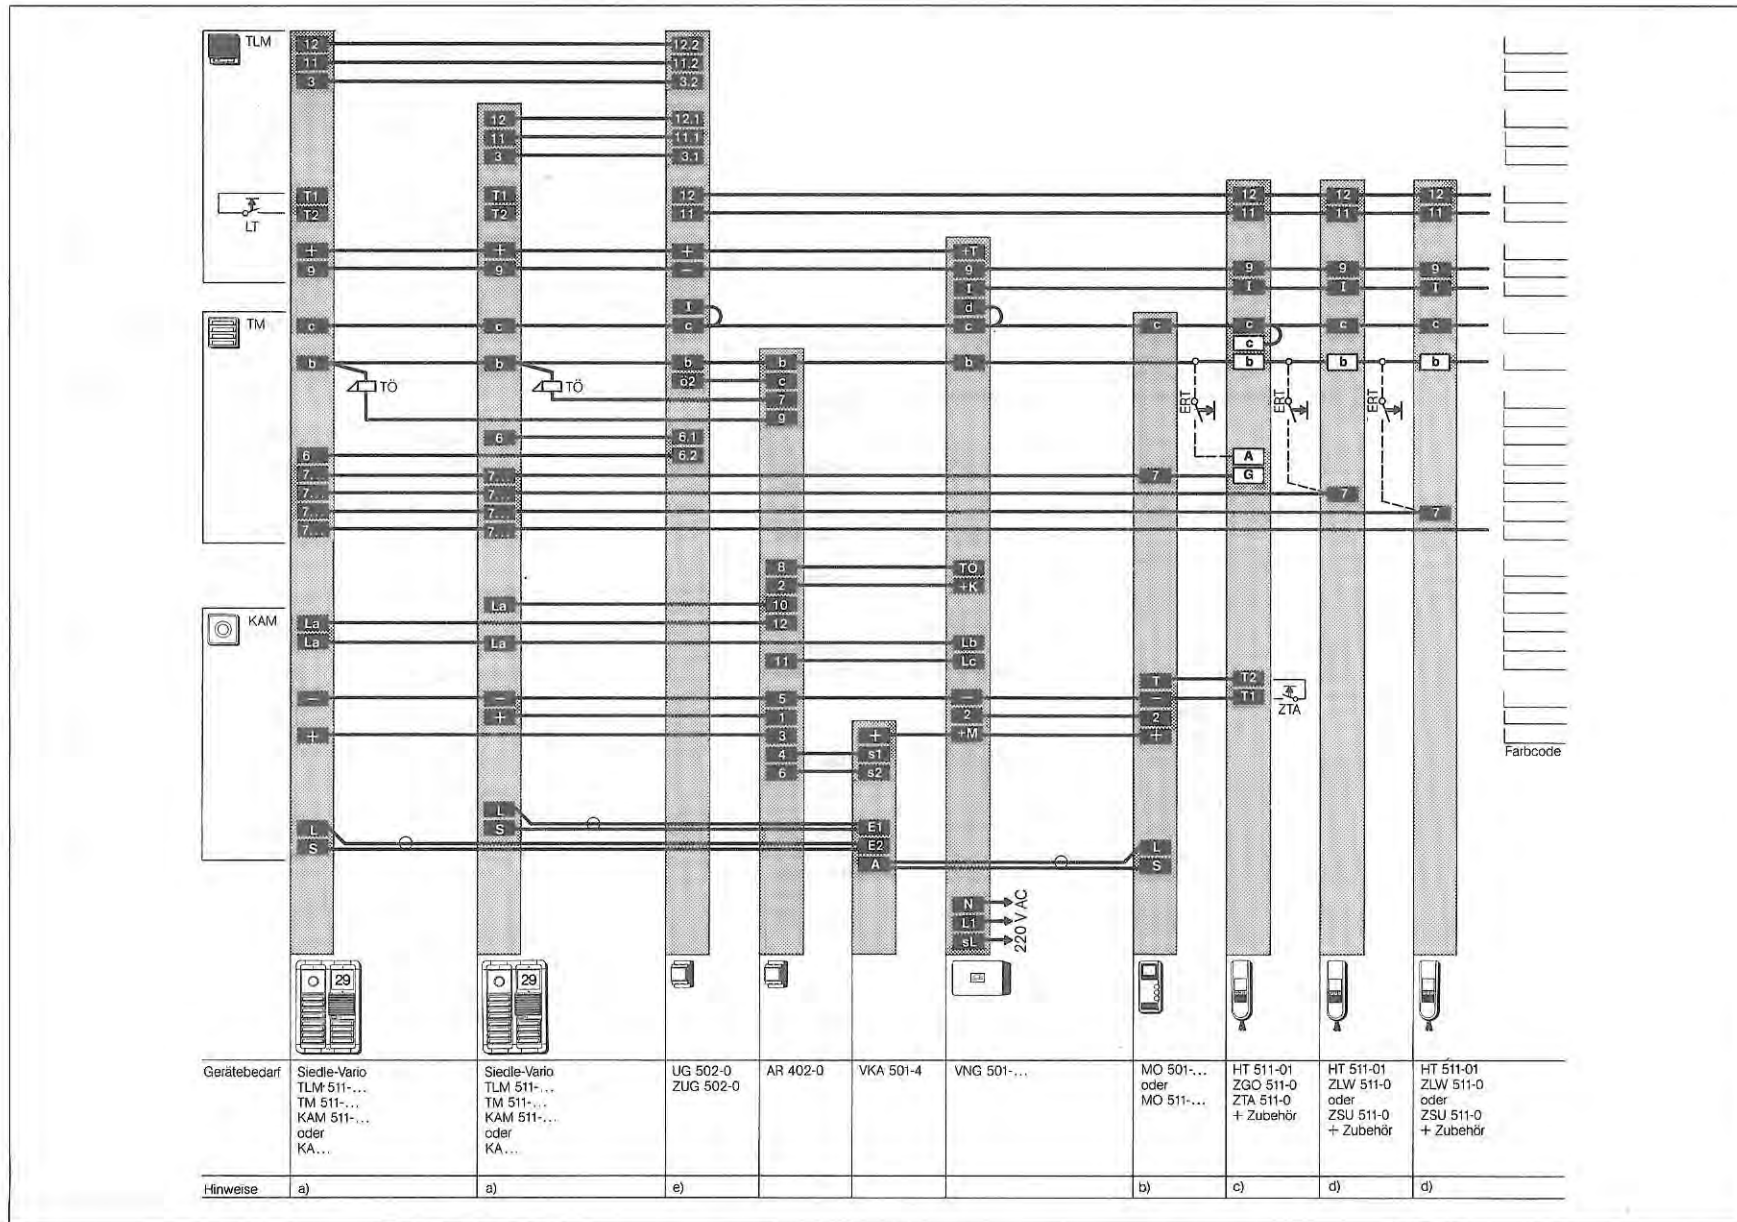 TLM 12 12.2
11 11.2
3 3.2
12 12.1
11 11.1
3 3.1
T1 T1 12 12 12 12
T2 T2 11 11 11 11
LT
+ + + +T
9 9 − 9 9 9 9
I I I I
I d
TM c c c c c c c c
c
b b b b b b b b
TÖ TÖ ö2 c
7 ERT ERT ERT
9
6 6.1
6 6.2 A
7... 7... 7 G
7... 7... 7
7... 7... 7
7... 7...
8 TÖ
2 +K
La 10
KAM La 12
La La Lb
11 Lc
T T2
− − 5 − − T1
ZTA
+ 1 2 2
+ 3 + +M +
4 s1
6 s2
Farbcode
L
L S E1
S E2 L
A S
N
L1
sL
220 V AC
29 29
Gerätebedarf
Siedle-Vario
TLM 511-...
TM 511-...
KAM 511-...
oder
KA...
Siedle-Vario
TLM 511-...
TM 511-...
KAM 511-...
oder
KA...
UG 502-0
ZUG 502-0
AR 402-0
VKA 501-4
VNG 501-...
MO 501-...
oder
MO 511-...
HT 511-01
ZGO 511-0
ZTA 511-0
+ Zubehör
HT 511-01
ZLW 511-0
oder
ZSU 511-0
+ Zubehör
HT 511-01
ZLW 511-0
oder
ZSU 511-0
+ Zubehör
Hinweise a) a) e) b) c) d) d)